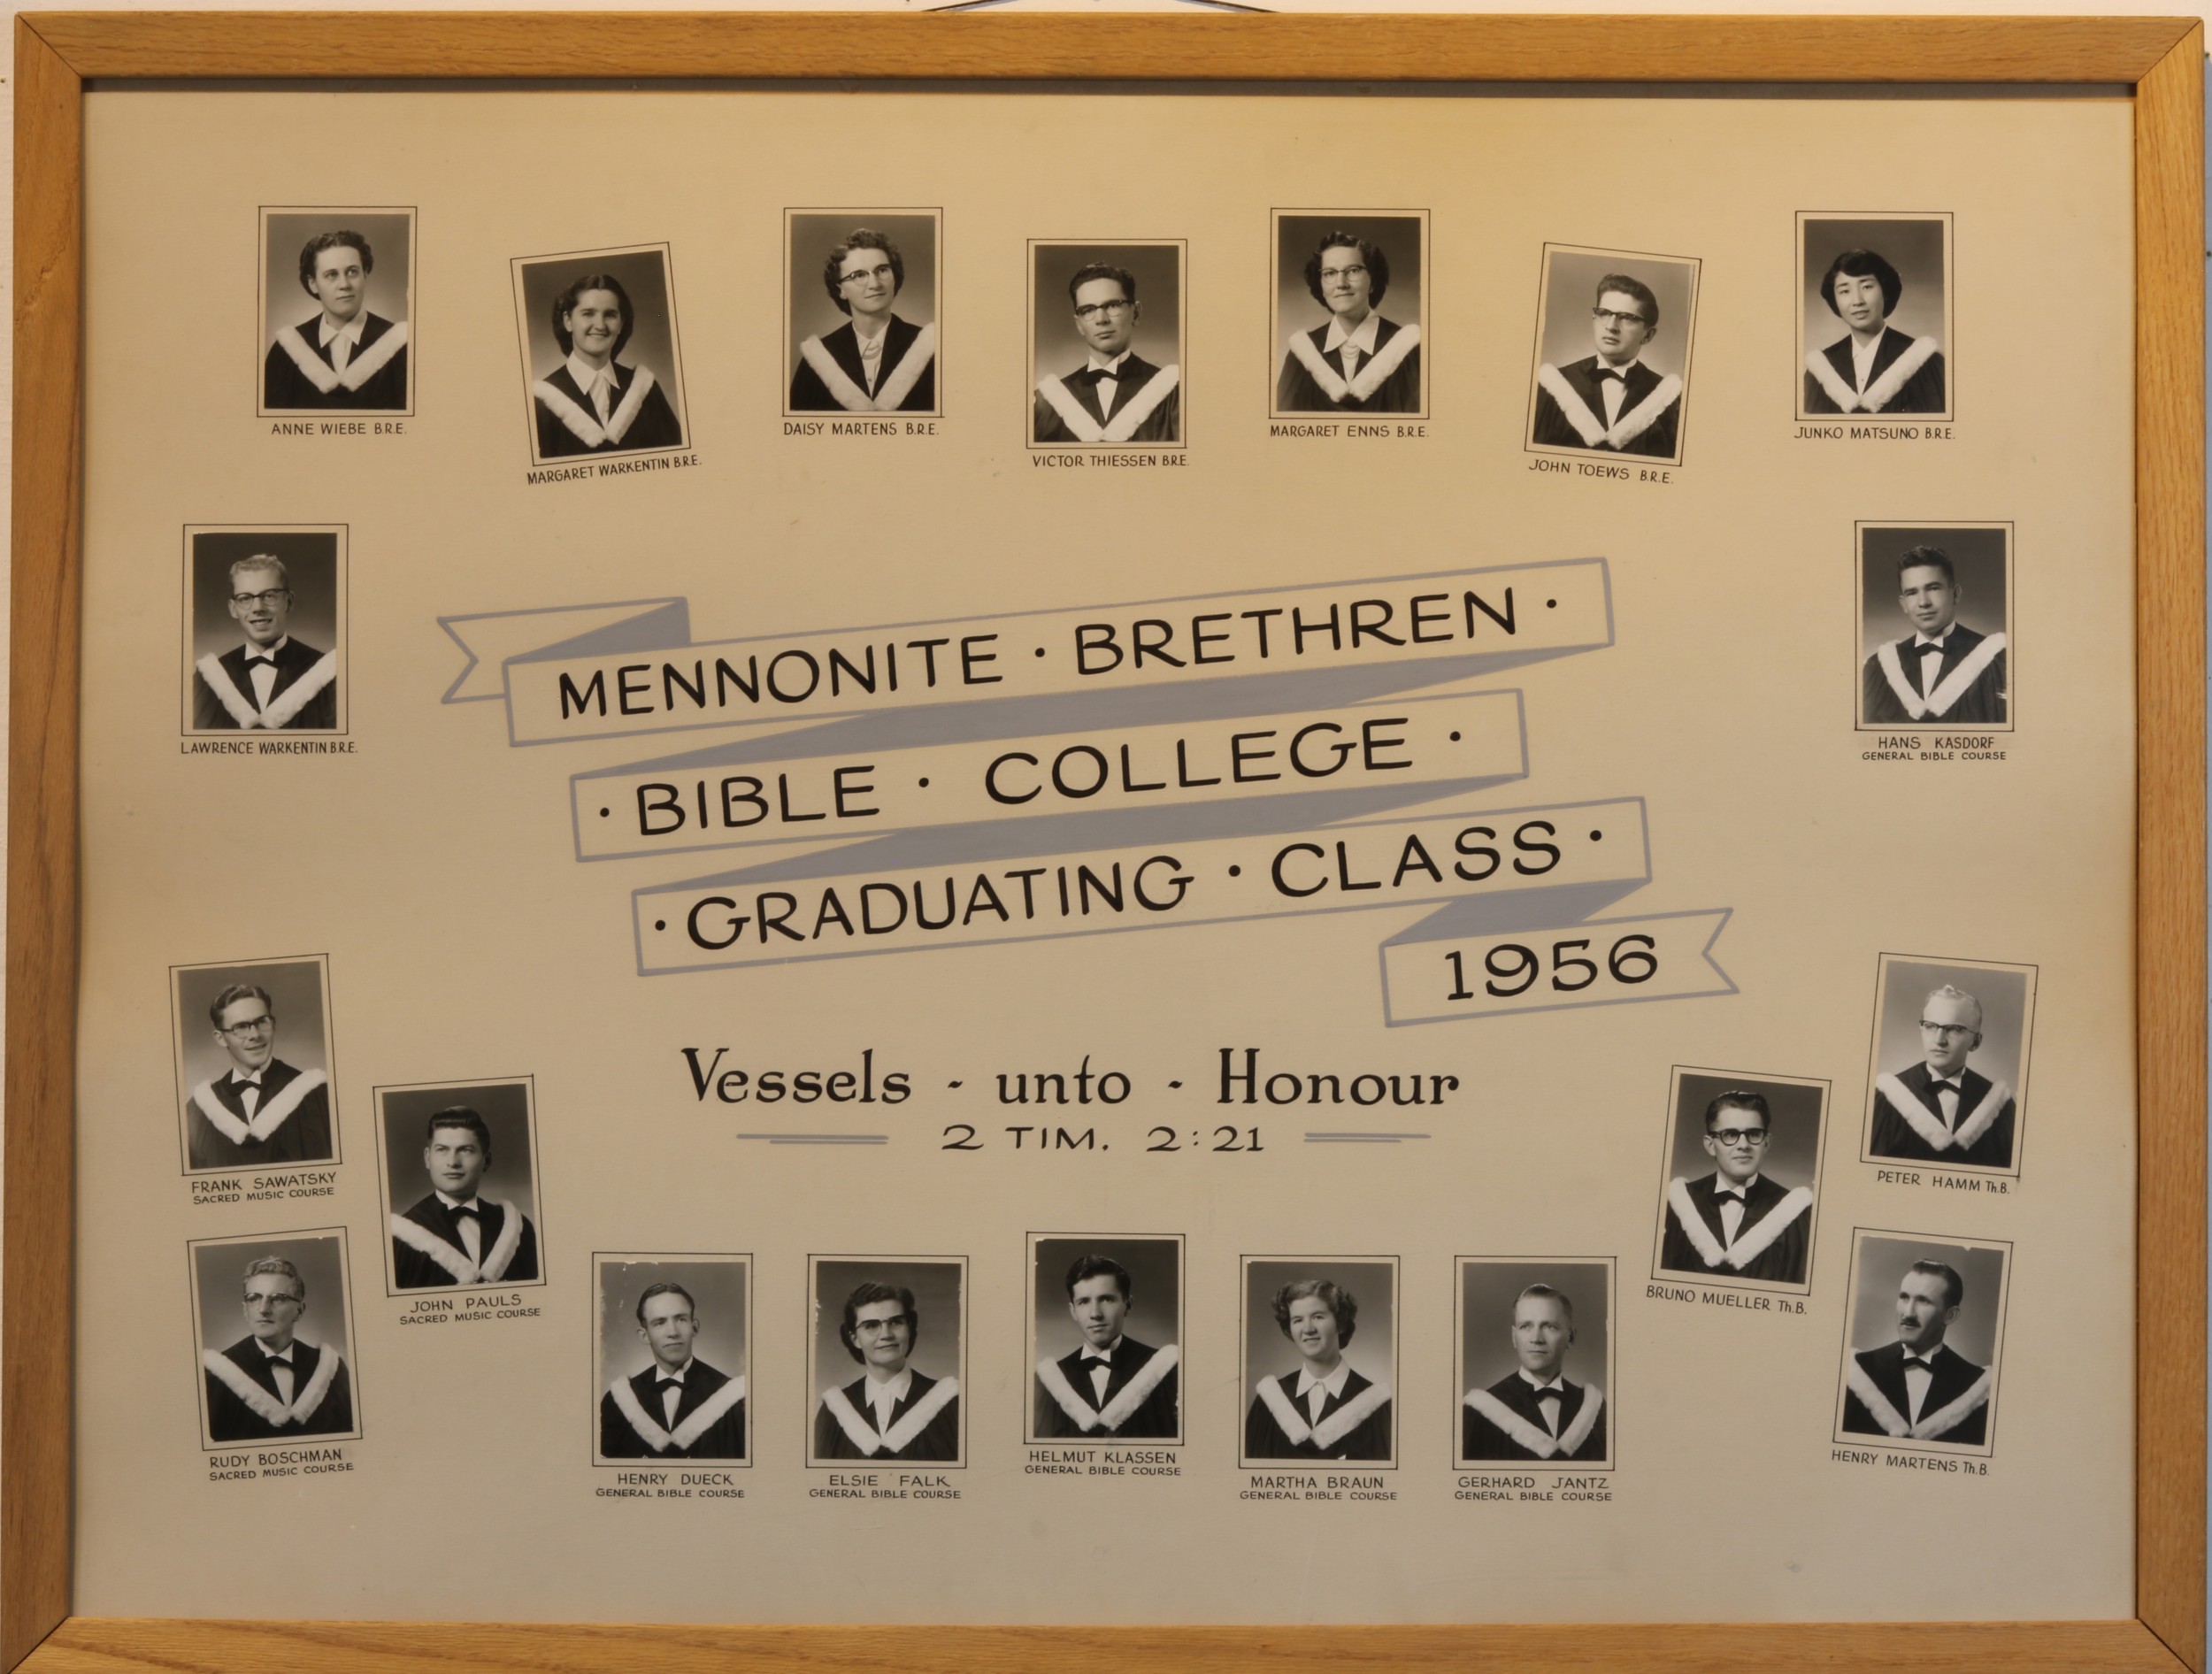 ANNE WIEBE B.R.E.
MARGARET WARKENTIN B.R.E.
DAISY MARTENS B.R.E.
VICTOR THIESSEN B.R.E.
MARGARET ENNS B.R.E.
JOHN TOEWS B.R.E.
JUNKO MATSUNO B.R.E.
LAWRENCE WARKENTIN B.R.E.
HANS KASDORF
GENERAL BIBLE COURSE
MENNONITE · BRETHREN ·
· BIBLE · COLLEGE ·
· GRADUATING · CLASS ·
1956
Vessels - unto - Honour
2 TIM. 2:21
FRANK SAWATSKY
SACRED MUSIC COURSE
JOHN PAULS
SACRED MUSIC COURSE
RUDY BOSCHMAN
SACRED MUSIC COURSE
HENRY DUECK
GENERAL BIBLE COURSE
ELSIE FALK
GENERAL BIBLE COURSE
HELMUT KLASSEN
GENERAL BIBLE COURSE
MARTHA BRAUN
GENERAL BIBLE COURSE
GERHARD JANTZ
GENERAL BIBLE COURSE
BRUNO MUELLER Th.B.
PETER HAMM Th.B.
HENRY MARTENS Th.B.